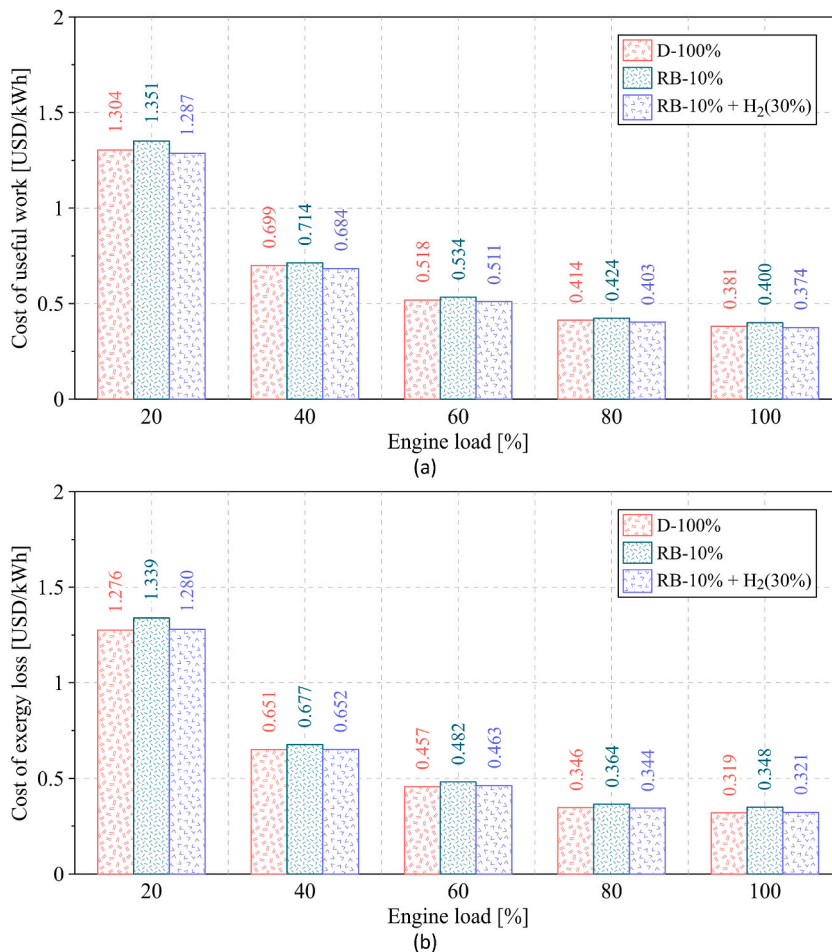 2
1.5
1
0.5
0
Cost of useful work [USD/kWh]
D-100%
RB-10%
RB-10% + H₂(30%)
1.304 1.351 1.287
0.699 0.714 0.684
0.518 0.534 0.511
0.414 0.424 0.403
0.381 0.400 0.374
20 40 60 80 100
Engine load [%]
(a)
2
1.5
1
0.5
0
Cost of exergy loss [USD/kWh]
D-100%
RB-10%
RB-10% + H₂(30%)
1.276 1.339 1.280
0.651 0.677 0.652
0.457 0.482 0.463
0.346 0.364 0.344
0.319 0.348 0.321
20 40 60 80 100
Engine load [%]
(b)